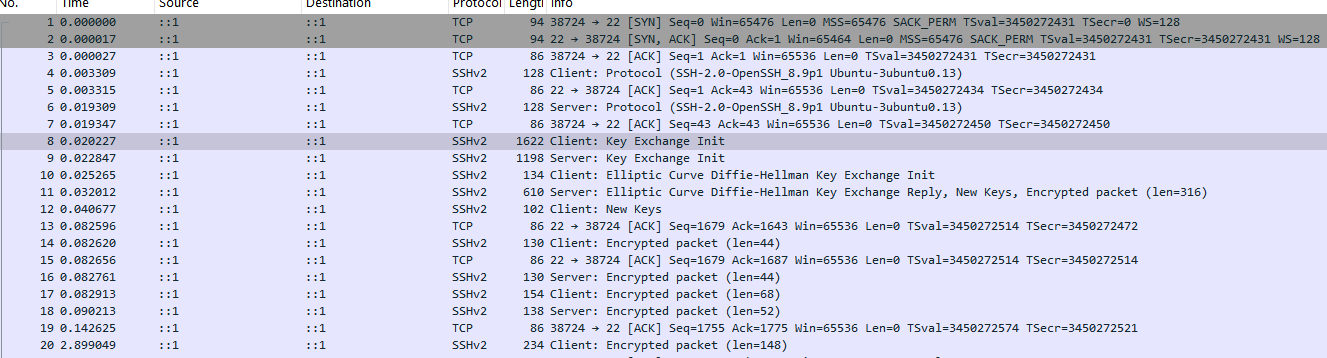 No. Time Source Destination Protocol Length Info
1 0.000000 ::1 ::1 TCP 94 38724 → 22 [SYN] Seq=0 Win=65476 Len=0 MSS=65476 SACK_PERM TSval=3450272431 TSecr=0 WS=128
2 0.000017 ::1 ::1 TCP 94 22 → 38724 [SYN, ACK] Seq=0 Ack=1 Win=65464 Len=0 MSS=65476 SACK_PERM TSval=3450272431 TSecr=3450272431 WS=128
3 0.000027 ::1 ::1 TCP 86 38724 → 22 [ACK] Seq=1 Ack=1 Win=65536 Len=0 TSval=3450272431 TSecr=3450272431
4 0.003309 ::1 ::1 SSHv2 128 Client: Protocol (SSH-2.0-OpenSSH_8.9p1 Ubuntu-3ubuntu0.13)
5 0.003315 ::1 ::1 TCP 86 22 → 38724 [ACK] Seq=1 Ack=43 Win=65536 Len=0 TSval=3450272434 TSecr=3450272434
6 0.019309 ::1 ::1 SSHv2 128 Server: Protocol (SSH-2.0-OpenSSH_8.9p1 Ubuntu-3ubuntu0.13)
7 0.019347 ::1 ::1 TCP 86 38724 → 22 [ACK] Seq=43 Ack=43 Win=65536 Len=0 TSval=3450272450 TSecr=3450272450
8 0.020227 ::1 ::1 SSHv2 1622 Client: Key Exchange Init
9 0.022847 ::1 ::1 SSHv2 1198 Server: Key Exchange Init
10 0.025265 ::1 ::1 SSHv2 134 Client: Elliptic Curve Diffie-Hellman Key Exchange Init
11 0.032012 ::1 ::1 SSHv2 610 Server: Elliptic Curve Diffie-Hellman Key Exchange Reply, New Keys, Encrypted packet (len=316)
12 0.040677 ::1 ::1 SSHv2 102 Client: New Keys
13 0.082596 ::1 ::1 TCP 86 22 → 38724 [ACK] Seq=1679 Ack=1643 Win=65536 Len=0 TSval=3450272514 TSecr=3450272472
14 0.082620 ::1 ::1 SSHv2 130 Client: Encrypted packet (len=44)
15 0.082656 ::1 ::1 TCP 86 22 → 38724 [ACK] Seq=1679 Ack=1687 Win=65536 Len=0 TSval=3450272514 TSecr=3450272514
16 0.082761 ::1 ::1 SSHv2 130 Server: Encrypted packet (len=44)
17 0.082913 ::1 ::1 SSHv2 154 Client: Encrypted packet (len=68)
18 0.090213 ::1 ::1 SSHv2 138 Server: Encrypted packet (len=52)
19 0.142625 ::1 ::1 TCP 86 38724 → 22 [ACK] Seq=1755 Ack=1775 Win=65536 Len=0 TSval=3450272574 TSecr=3450272521
20 2.899049 ::1 ::1 SSHv2 234 Client: Encrypted packet (len=148)